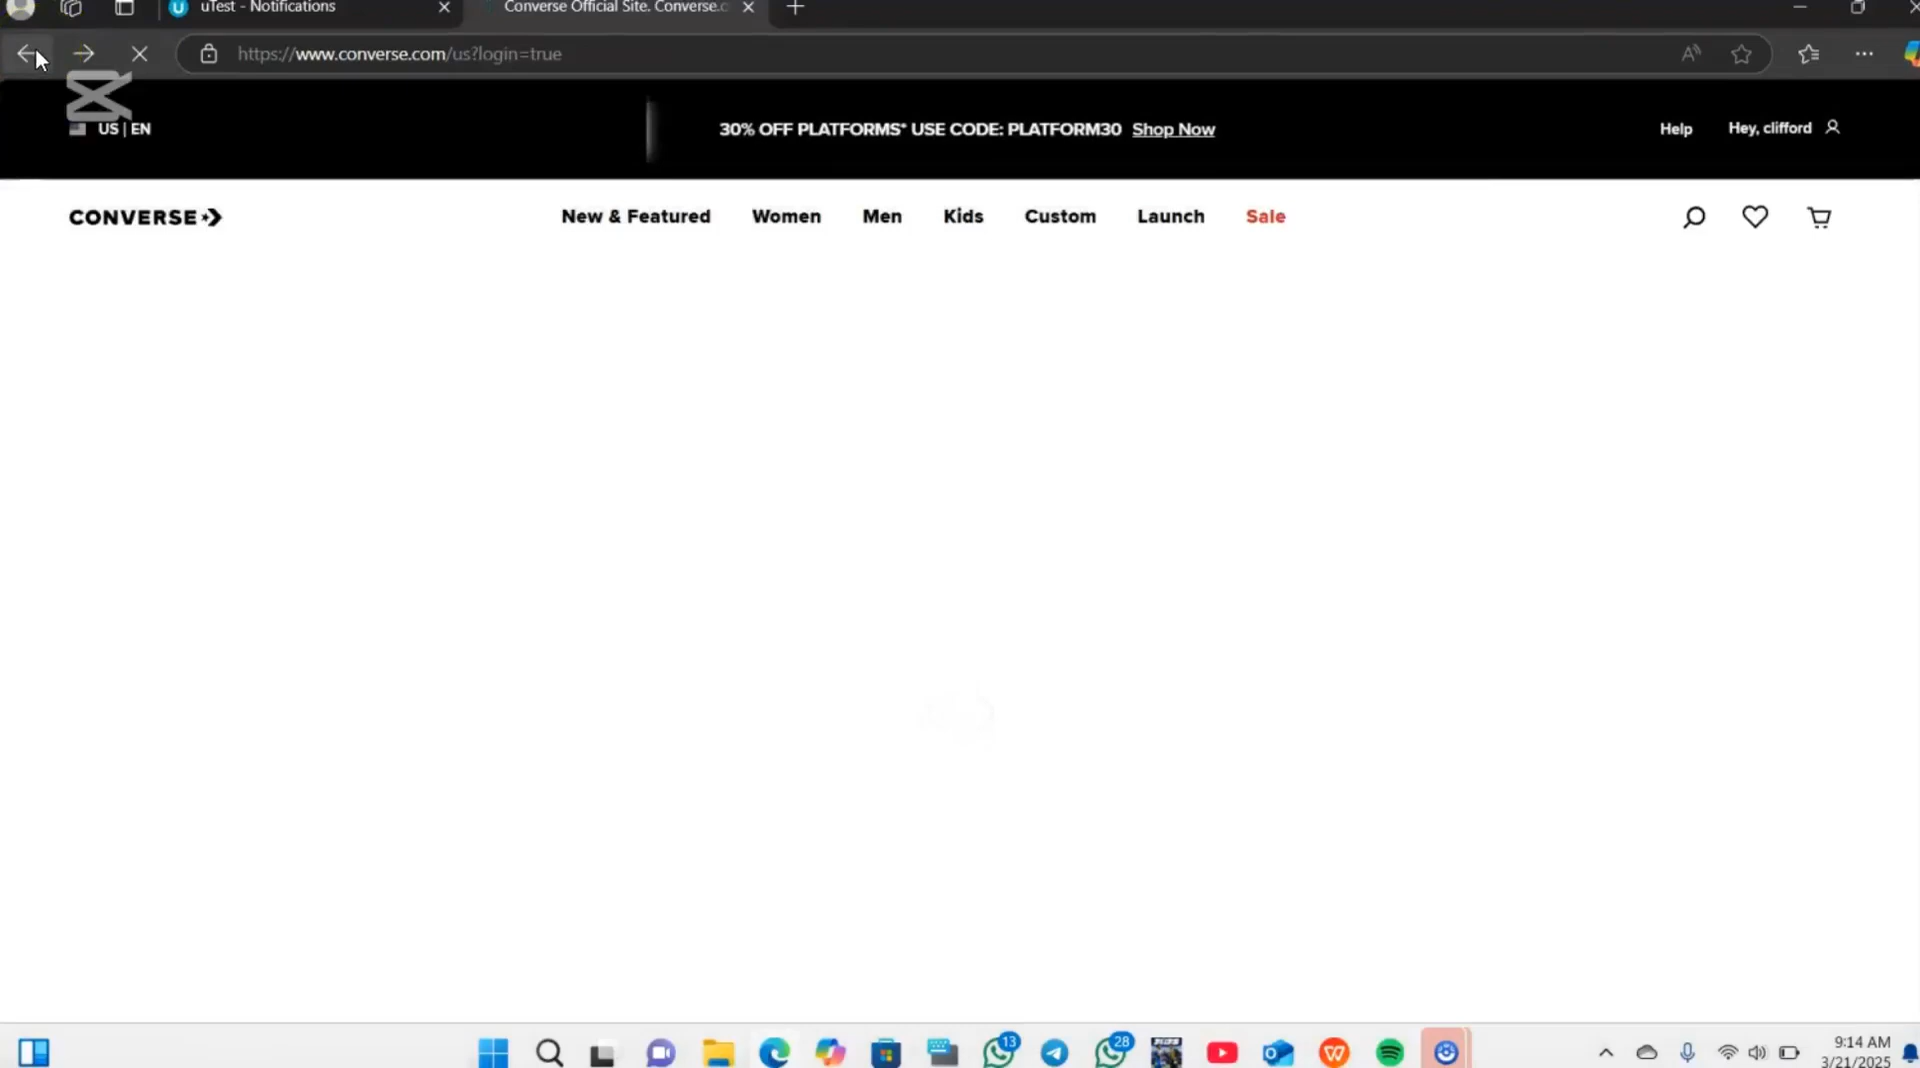 uTest - Notifications
Converse Official Site. Converse.c
https://www.converse.com/us?login=true
US | EN
30% OFF PLATFORMS* USE CODE: PLATFORM30 Shop Now
Help
Hey, clifford
CONVERSE
New & Featured
Women
Men
Kids
Custom
Launch
Sale
13
28
9:14 AM
3/21/2025